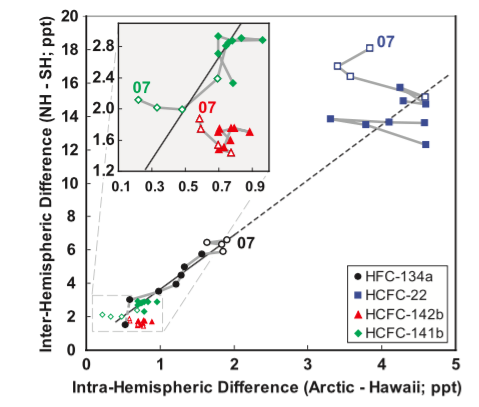 20
18
16
14
12
10
8
6
4
2
0
Inter-Hemispheric Difference (NH - SH; ppt)
2.8
2.4
2.0
1.6
1.2
0.1 0.3 0.5 0.7 0.9
07
07
07
07
HFC-134a
HCFC-22
HCFC-142b
HCFC-141b
0 1 2 3 4 5
Intra-Hemispheric Difference (Arctic - Hawaii; ppt)